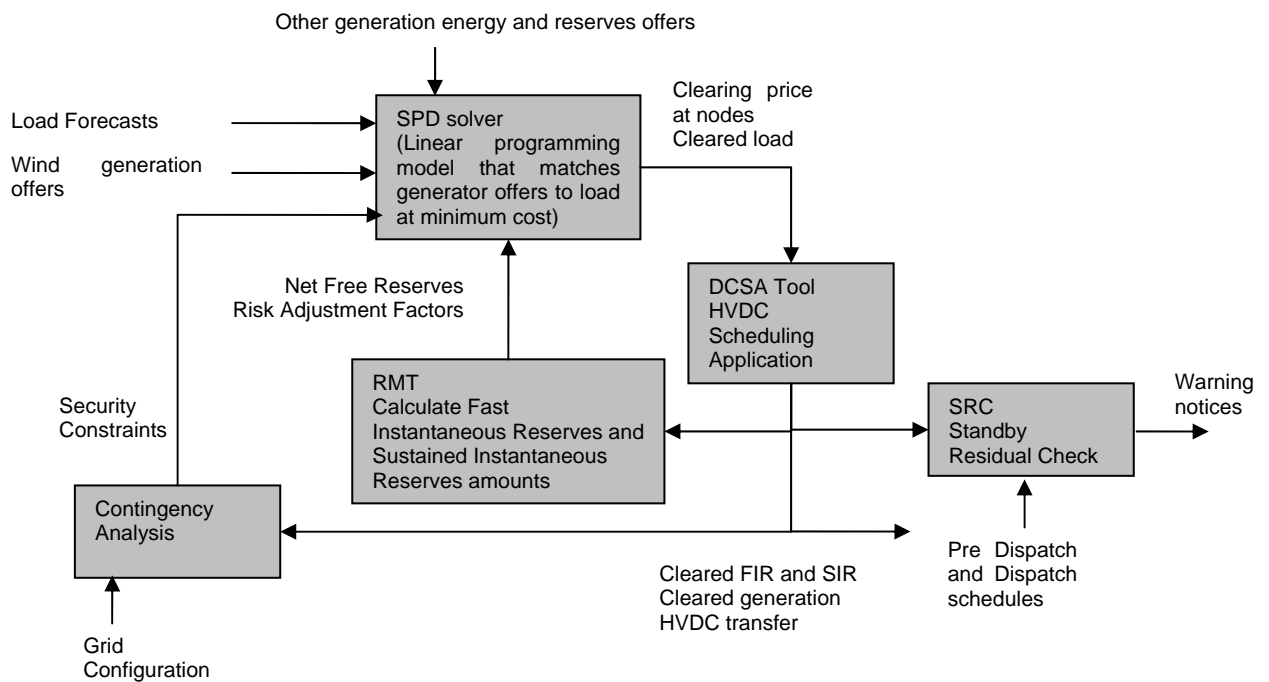 Other generation energy and reserves offers
Load Forecasts
Wind generation
offers
SPD solver
(Linear programming
model that matches
generator offers to load
at minimum cost)
Clearing price
at nodes
Cleared load
Net Free Reserves
Risk Adjustment Factors
DCSA Tool
HVDC
Scheduling
Application
RMT
Calculate Fast
Instantaneous Reserves and
Sustained Instantaneous
Reserves amounts
SRC
Standby
Residual Check
Warning
notices
Security
Constraints
Contingency
Analysis
Cleared FIR and SIR
Cleared generation
HVDC transfer
Pre Dispatch
and Dispatch
schedules
Grid
Configuration